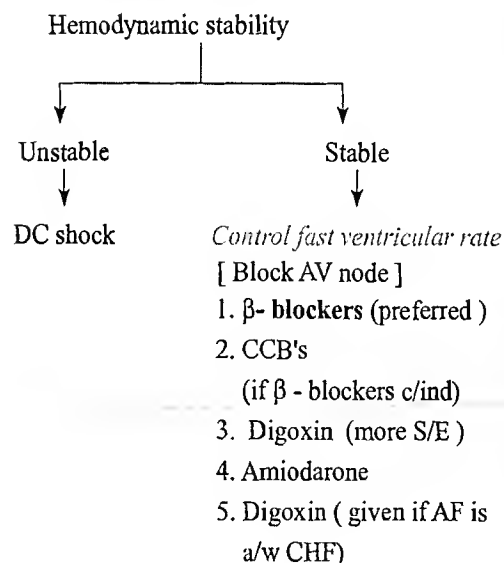 Hemodynamic stability
Unstable
DC shock
Stable
Control fast ventricular rate
[ Block AV node ]
1. β- blockers (preferred )
2. CCB's
(if β - blockers c/ind)
3. Digoxin (more S/E )
4. Amiodarone
5. Digoxin ( given if AF is
a/w CHF)